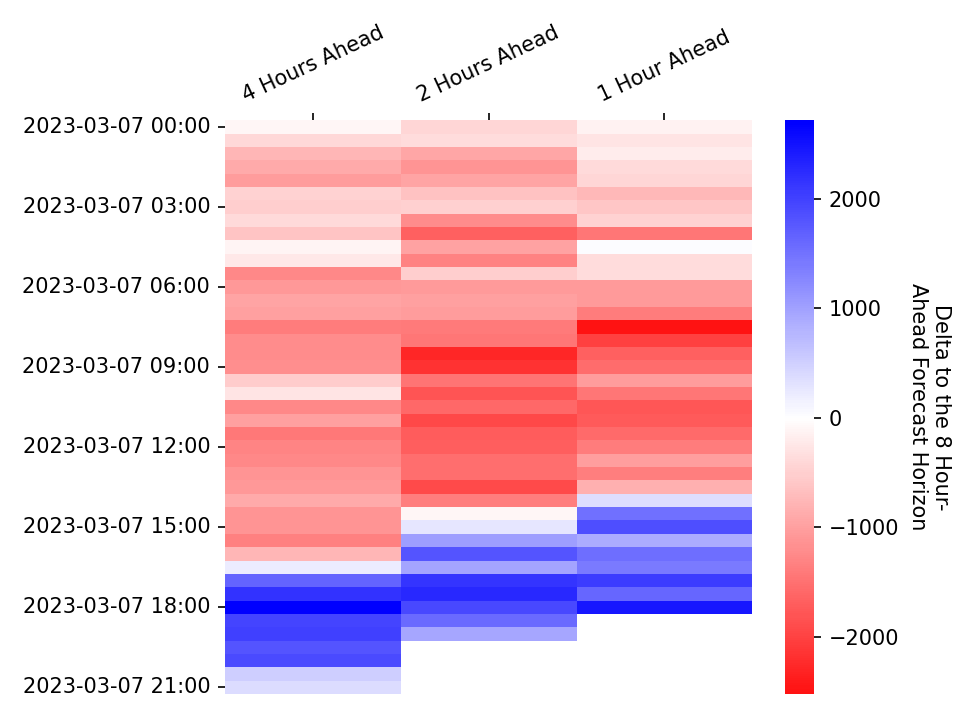 4 Hours Ahead
2 Hours Ahead
1 Hour Ahead
2023-03-07 00:00
2023-03-07 03:00
2023-03-07 06:00
2023-03-07 09:00
2023-03-07 12:00
2023-03-07 15:00
2023-03-07 18:00
2023-03-07 21:00
2000
1000
0
−1000
−2000
Delta to the 8 Hour-
Ahead Forecast Horizon